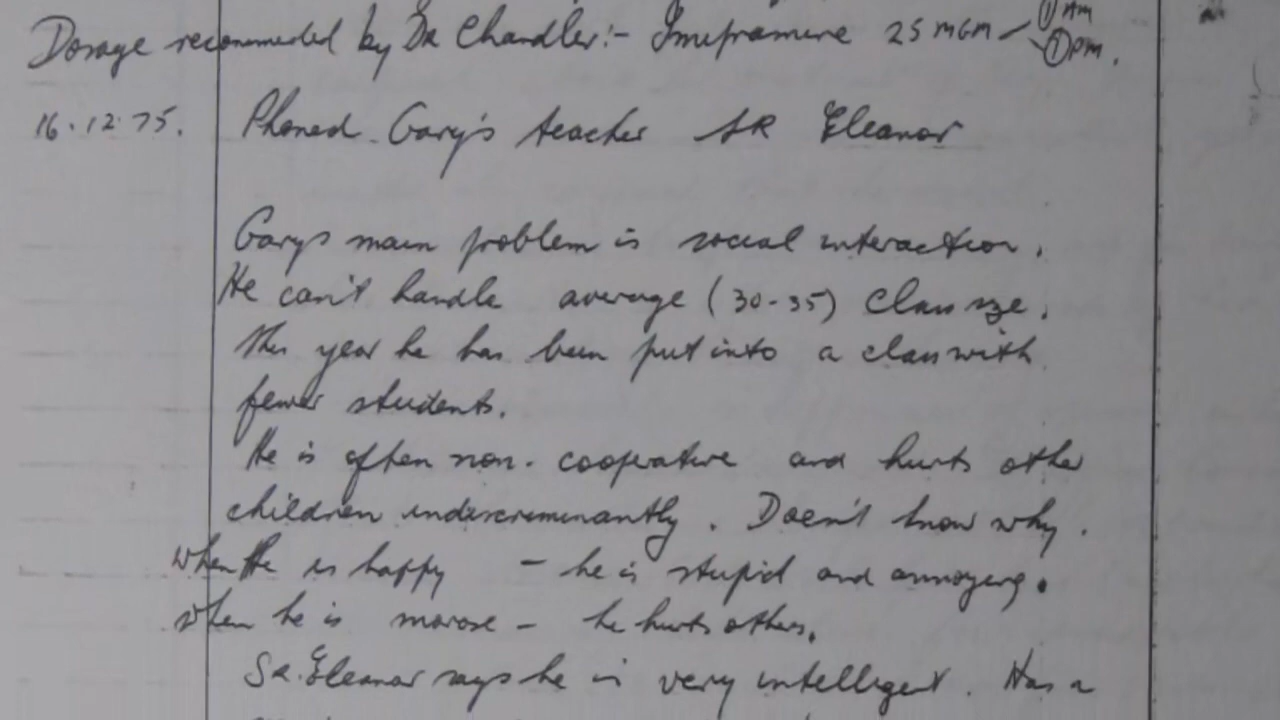 Dosage recommended by Dr Chandler:- Imipramine 25 MGM ① AM
① PM.
16.12.75. Phoned Gary's teacher SR Eleanor
Garys main problem is social interaction.
He can't handle average (30-35) class size.
This year he has been put into a class with
fewer students.
He is often non-cooperative and hurts other
children indiscriminantly. Doesn't know why.
When He is happy - he is stupid and annoying.
When he is morose - he hurts others.
Sr. Eleanor says he is very intelligent. Has a